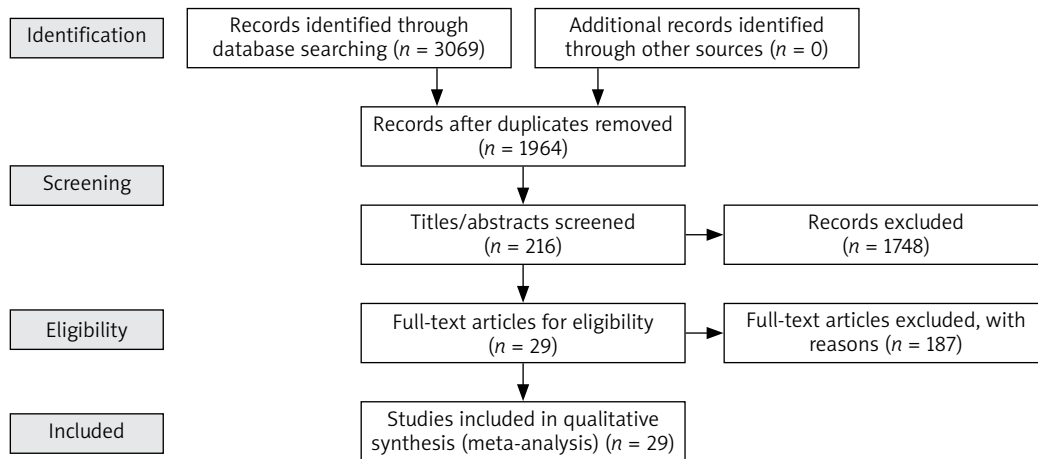 Identification
Records identified through
database searching (n = 3069)
Additional records identified
through other sources (n = 0)
Records after duplicates removed
(n = 1964)
Screening
Titles/abstracts screened
(n = 216)
Records excluded
(n = 1748)
Eligibility
Full-text articles for eligibility
(n = 29)
Full-text articles excluded, with
reasons (n = 187)
Included
Studies included in qualitative
synthesis (meta-analysis) (n = 29)